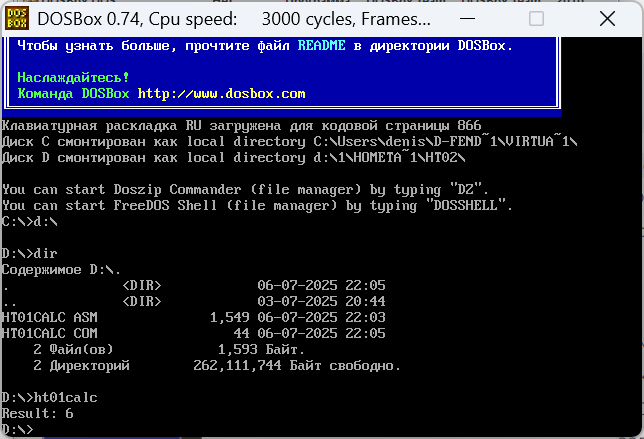 DOSBox 0.74, Cpu speed: 3000 cycles, Frames...
Чтобы узнать больше, прочтите файл README в директории DOSBox.
Наслаждайтесь!
Команда DOSBox http://www.dosbox.com
Клавиатурная раскладка RU загружена для кодовой страницы 866
Диск C смонтирован как local directory C:\Users\denis\D-FEND~1\VIRTUA~1\
Диск D смонтирован как local directory d:\1\HOMETA~1\HT02\
You can start Doszip Commander (file manager) by typing "DZ".
You can start FreeDOS Shell (file manager) by typing "DOSSHELL".
C:\>d:\
D:\>dir
Содержимое D:\.
. <DIR> 06-07-2025 22:05
.. <DIR> 03-07-2025 20:44
HT01CALC ASM 1,549 06-07-2025 22:03
HT01CALC COM 44 06-07-2025 22:05
2 Файл(ов) 1,593 Байт.
2 Директорий 262,111,744 Байт свободно.
D:\>ht01calc
Result: 6
D:\>